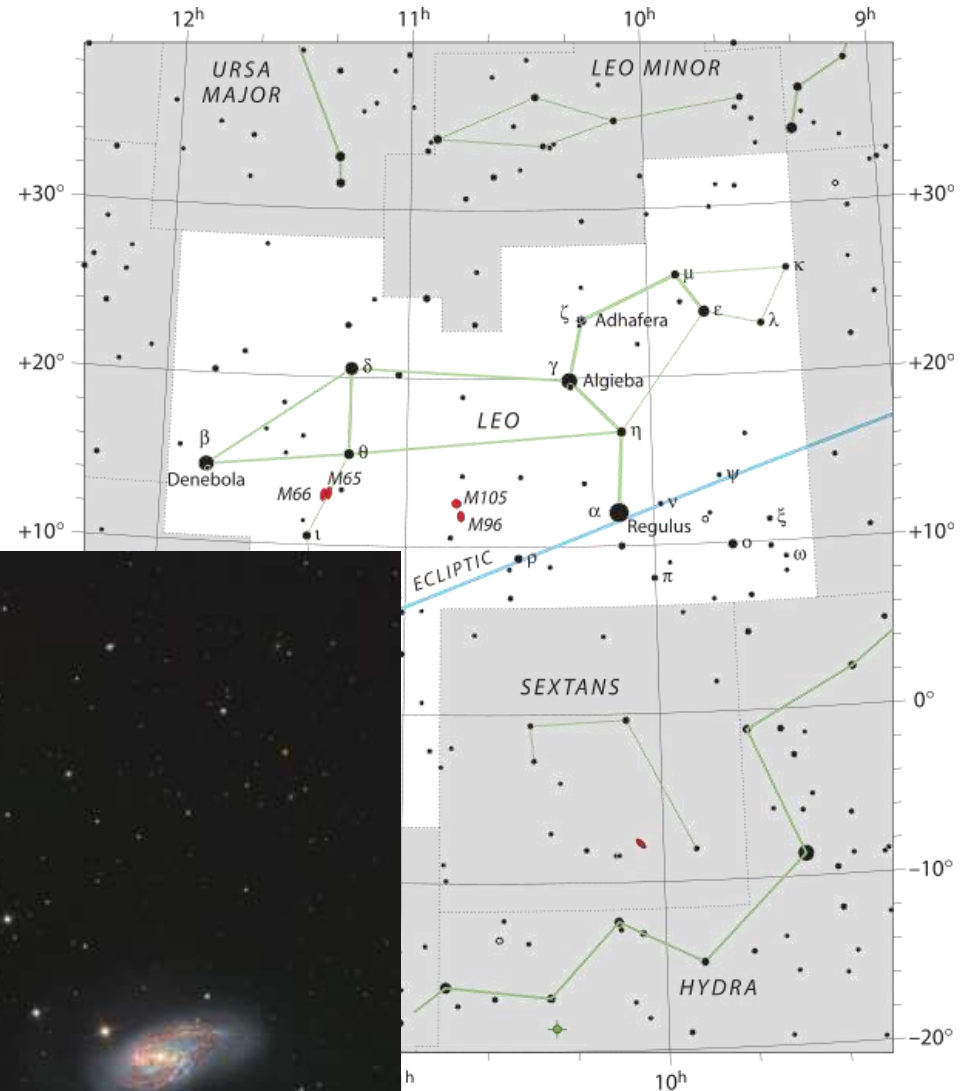 12h
11h
10h
9h
URSA
MAJOR
LEO MINOR
+30°
+30°
κ
μ
ε
ζ
Adhafera
λ
+20°
+20°
δ
γ
Algieba
LEO
η
β
θ
Denebola
M65
M66
M105
M96
ψ
α
ν
Regulus
ξ
ο
ω
+10°
+10°
ι
ρ
ECLIPTIC
π
SEXTANS
0°
–10°
HYDRA
–20°
h
10h